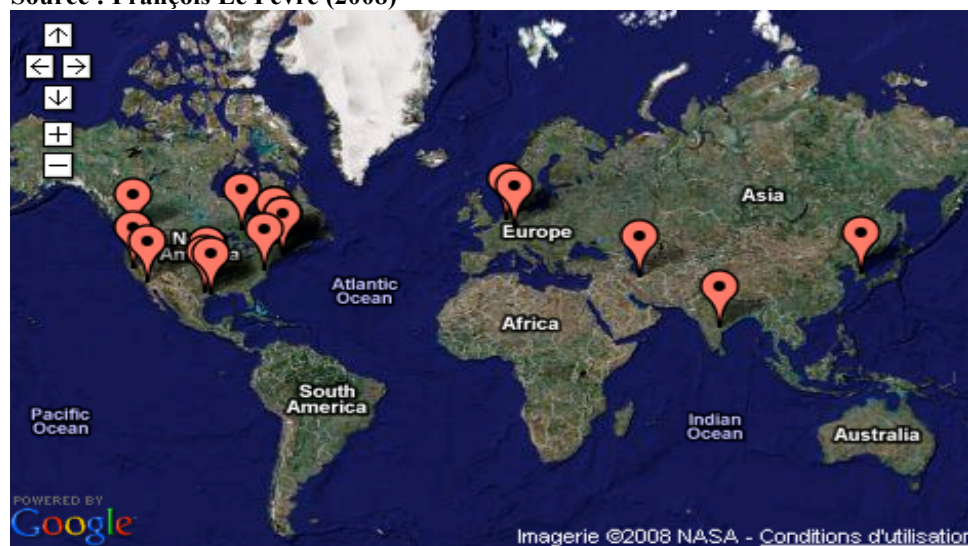 Source : François Le Fèvre (2008)
Asia
Europe
Atlantic
Ocean
Africa
South
America
Pacific
Ocean
Indian
Ocean
Australia
POWERED BY
Google
Imagerie ©2008 NASA - Conditions d'utilisation